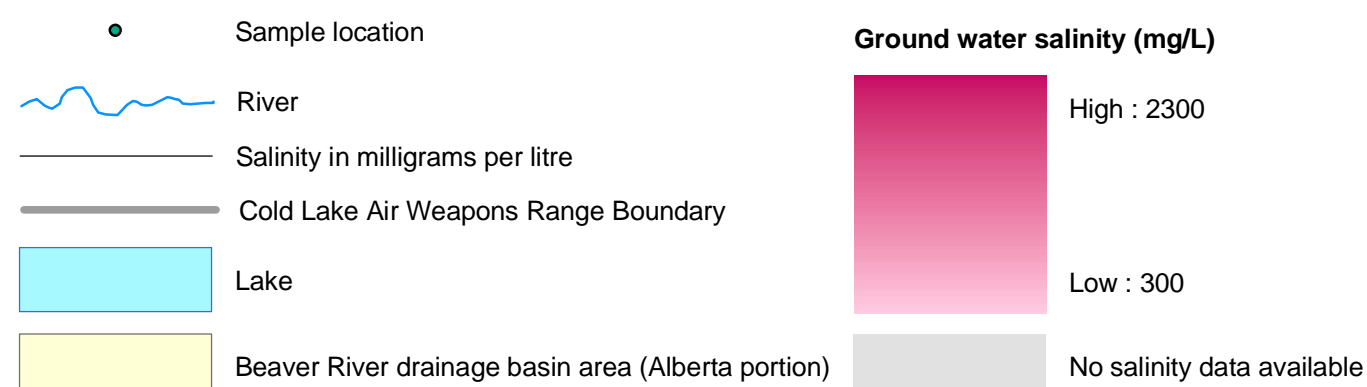 Sample location
River
Salinity in milligrams per litre
Cold Lake Air Weapons Range Boundary
Lake
Beaver River drainage basin area (Alberta portion)
Ground water salinity (mg/L)
High : 2300
Low : 300
No salinity data available